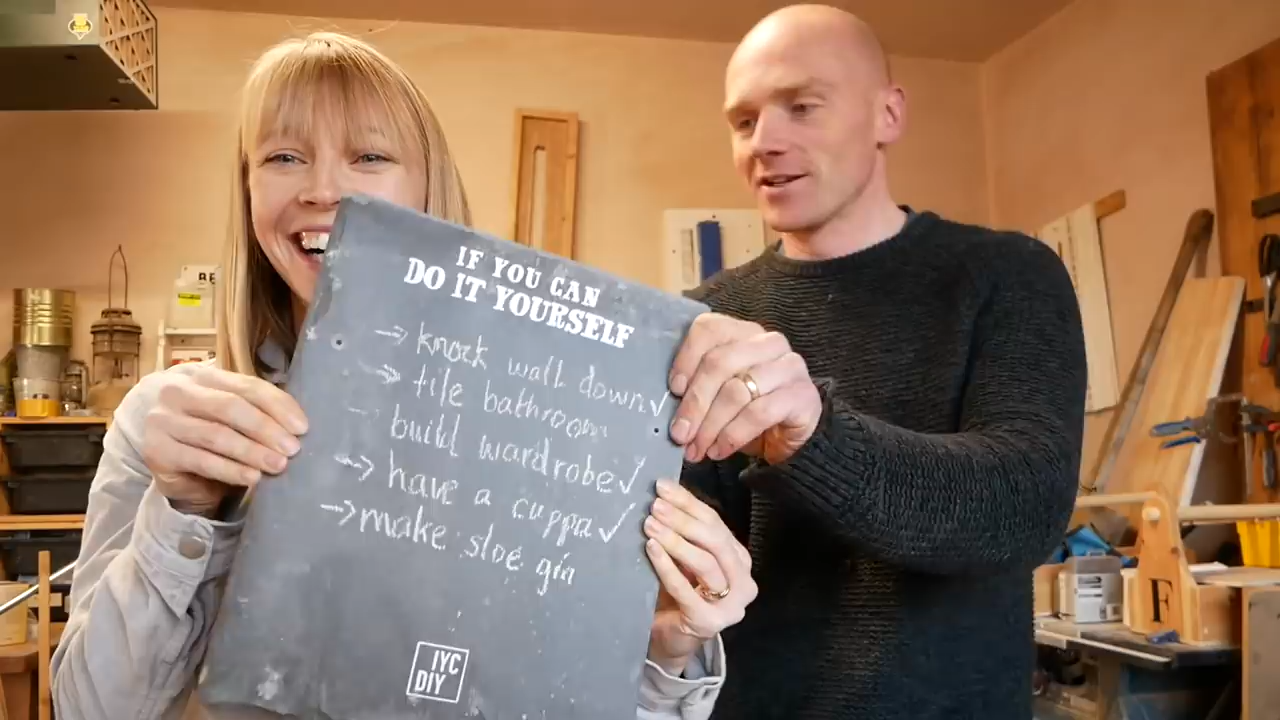 IF YOU CAN
DO IT YOURSELF
→ knock wall down ✓
→ tile bathroom
build wardrobe ✓
→ have a cuppa ✓
→ make sloe gin
IYC
DIY
F